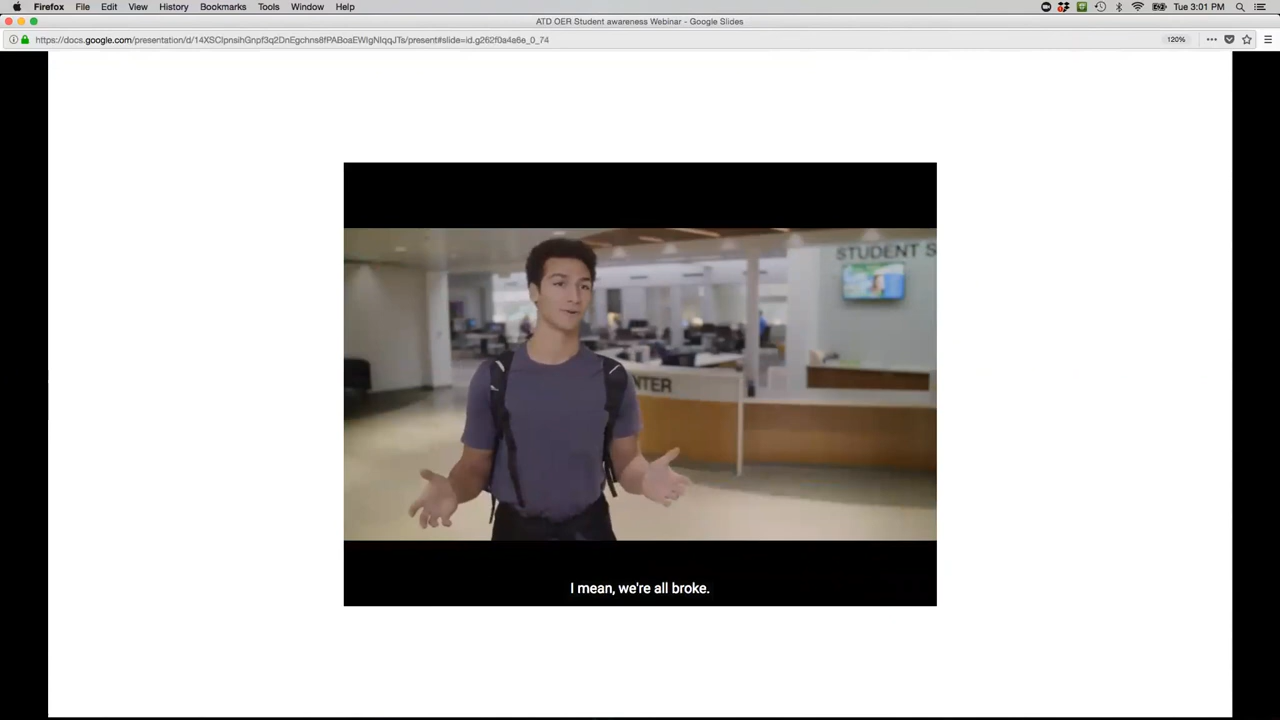 Firefox File Edit View History Bookmarks Tools Window Help Tue 3:01 PM
ATD OER Student awareness Webinar - Google Slides
120%
STUDENT S
NTER
I mean, we're all broke.